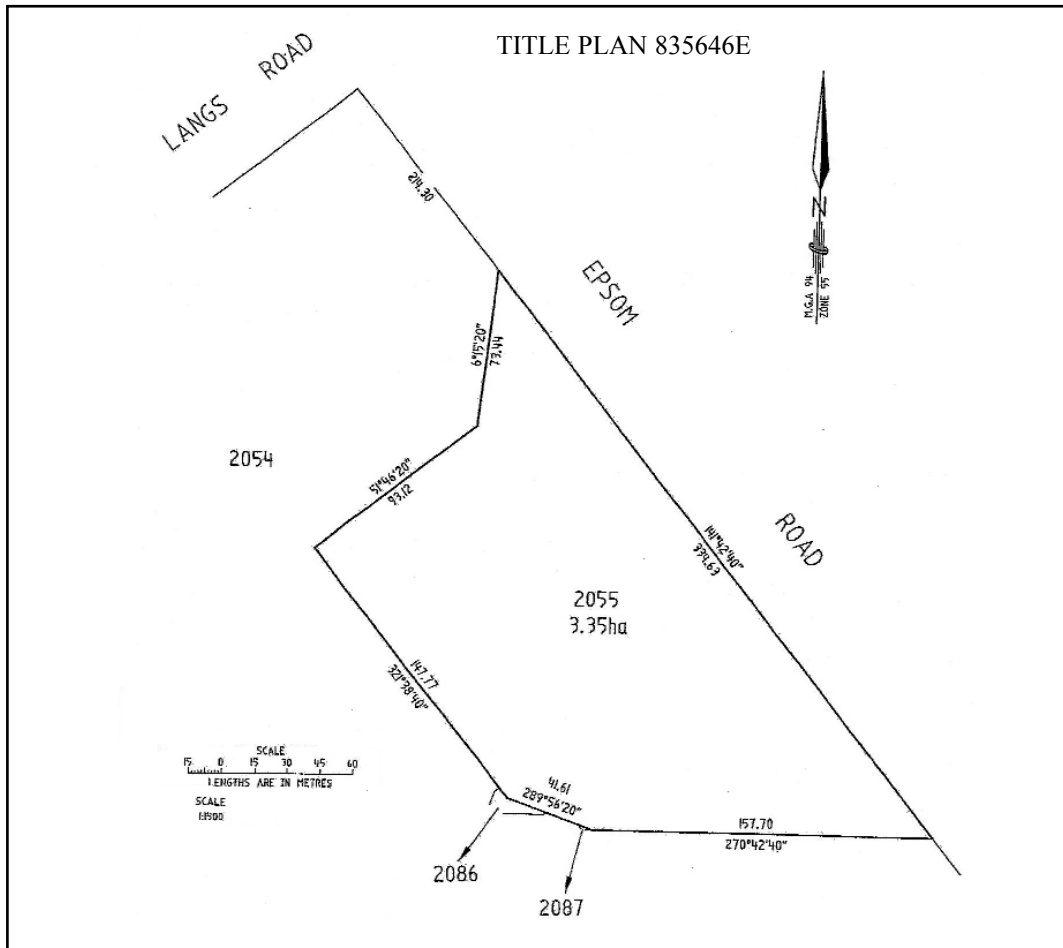 TITLE PLAN 835646E
LANGS ROAD
214.30
EPSOM
N
M.G.A 94
ZONE 55
6°15'20"
73.44
2054
51°46'20"
93.12
ROAD
141°42'40"
334.63
2055
3.35ha
147.77
321°38'40"
SCALE
15 0 15 30 45 60
LENGTHS ARE IN METRES
SCALE
1:1500
41.61
289°56'20"
157.70
270°42'40"
2086
2087